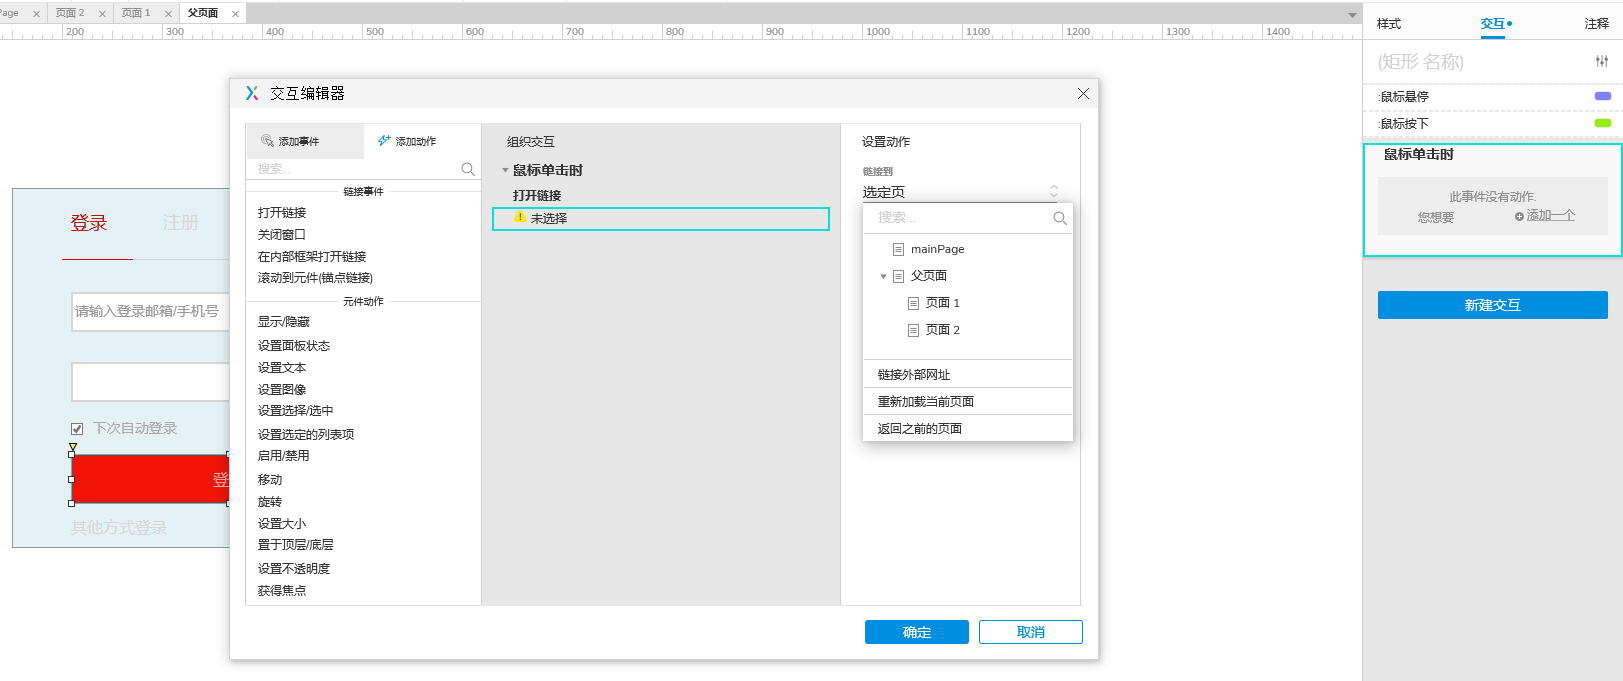 Page
页面 2
页面 1
父页面
200 300 400 500 600 700 800 900 1000 1100 1200 1300 1400
登录 注册
请输入登录邮箱/手机号
下次自动登录
登
其他方式登录
交互编辑器
添加事件 添加动作
搜索...
链接事件
打开链接
关闭窗口
在内部框架打开链接
滚动到元件(锚点链接)
元件动作
显示/隐藏
设置面板状态
设置文本
设置图像
设置选择/选中
设置选定的列表项
启用/禁用
移动
旋转
设置大小
置于顶层/底层
设置不透明度
获得焦点
组织交互
鼠标单击时
打开链接
未选择
设置动作
链接到
选定页
搜索...
mainPage
父页面
页面 1
页面 2
链接外部网址
重新加载当前页面
返回之前的页面
确定 取消
样式 交互 注释
(矩形 名称)
:鼠标悬停
:鼠标按下
鼠标单击时
此事件没有动作.
您想要 添加一个
新建交互